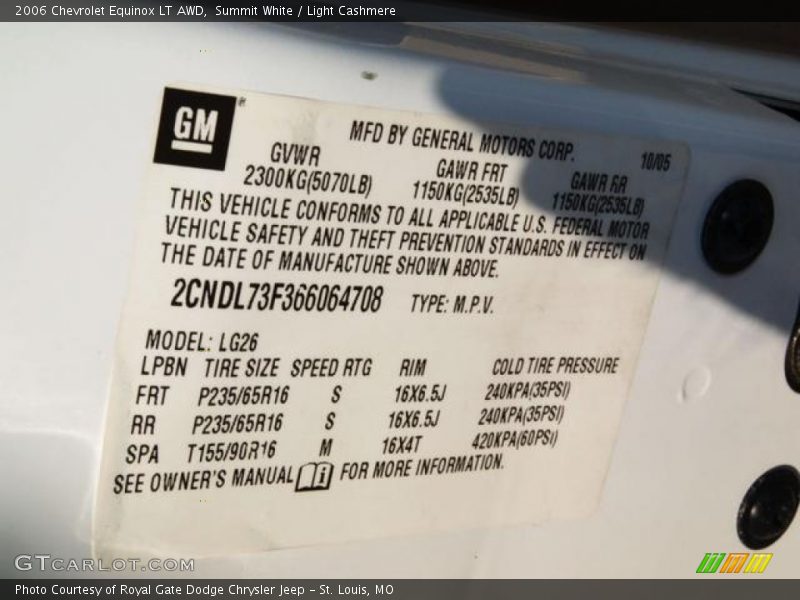 2006 Chevrolet Equinox LT AWD,  Summit White / Light Cashmere
GM®
MFD BY GENERAL MOTORS CORP.
10/05
GVWR GAWR FRT GAWR RR
2300KG(5070LB) 1150KG(2535LB) 1150KG(2535LB)
THIS VEHICLE CONFORMS TO ALL APPLICABLE U.S. FEDERAL MOTOR
VEHICLE SAFETY AND THEFT PREVENTION STANDARDS IN EFFECT ON
THE DATE OF MANUFACTURE SHOWN ABOVE.
2CNDL73F366064708 TYPE: M.P.V.
MODEL: LG26
LPBN TIRE SIZE SPEED RTG RIM COLD TIRE PRESSURE
FRT P235/65R16 S 16X6.5J 240KPA(35PSI)
RR P235/65R16 S 16X6.5J 240KPA(35PSI)
SPA T155/90R16 M 16X4T 420KPA(60PSI)
SEE OWNER'S MANUAL i FOR MORE INFORMATION.
GTCARLOT.COM
Photo Courtesy of Royal Gate Dodge Chrysler Jeep – St. Louis, MO